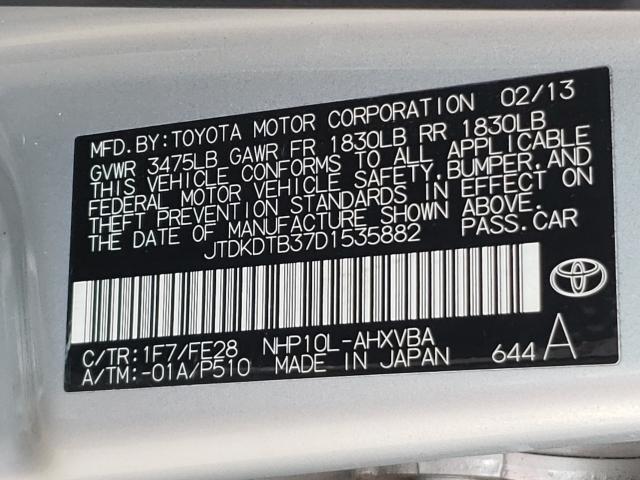 MFD.BY:TOYOTA MOTOR CORPORATION 02/13
GVWR 3475LB GAWR FR 1830LB RR 1830LB
THIS VEHICLE CONFORMS TO ALL APPLICABLE
FEDERAL MOTOR VEHICLE SAFETY,BUMPER,AND
THEFT PREVENTION STANDARDS IN EFFECT ON
THE DATE OF MANUFACTURE SHOWN ABOVE.
JTDKDTB37D1535882 PASS.CAR
C/TR:1F7/FE28 NHP10L-AHXVBA
A/TM:-01A/P510 MADE IN JAPAN 644 A